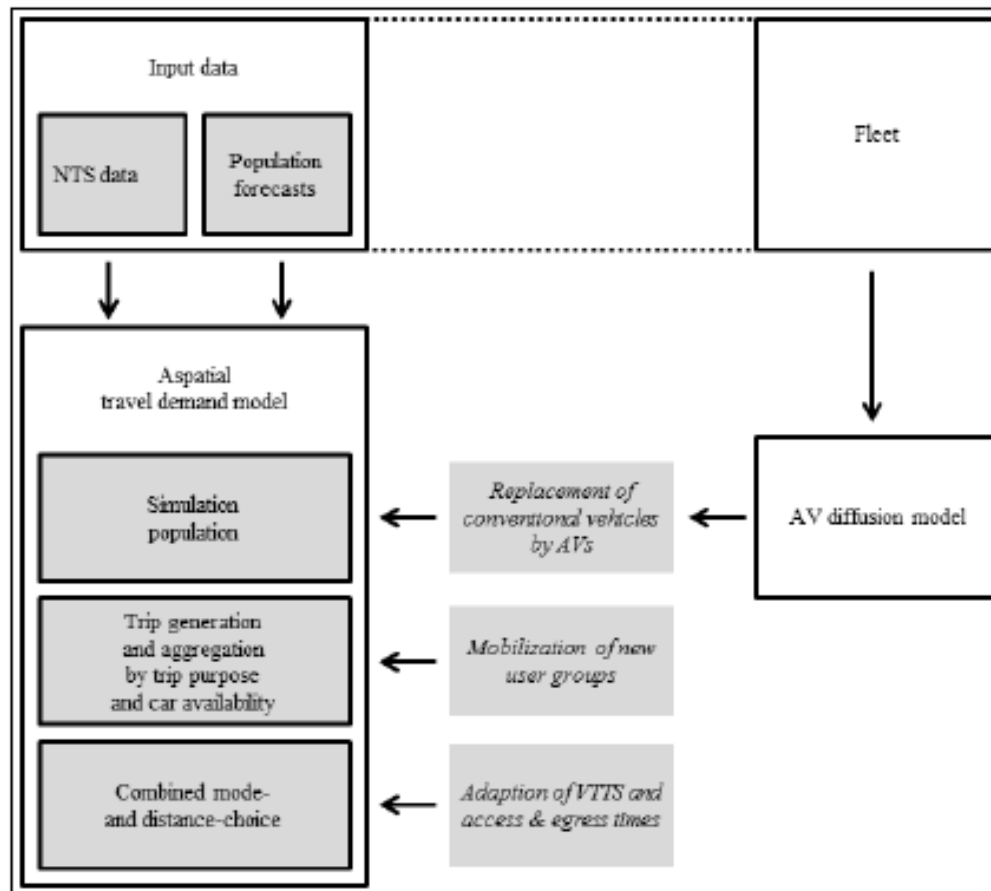 Input data
NTS data
Population
forecasts
Fleet
Aspatial
travel demand model
Simulation
population
Replacement of
conventional vehicles
by AVs
AV diffusion model
Trip generation
and aggregation
by trip purpose
and car availability
Mobilization of new
user groups
Combined mode-
and distance-choice
Adaption of VTTS and
access & egress times